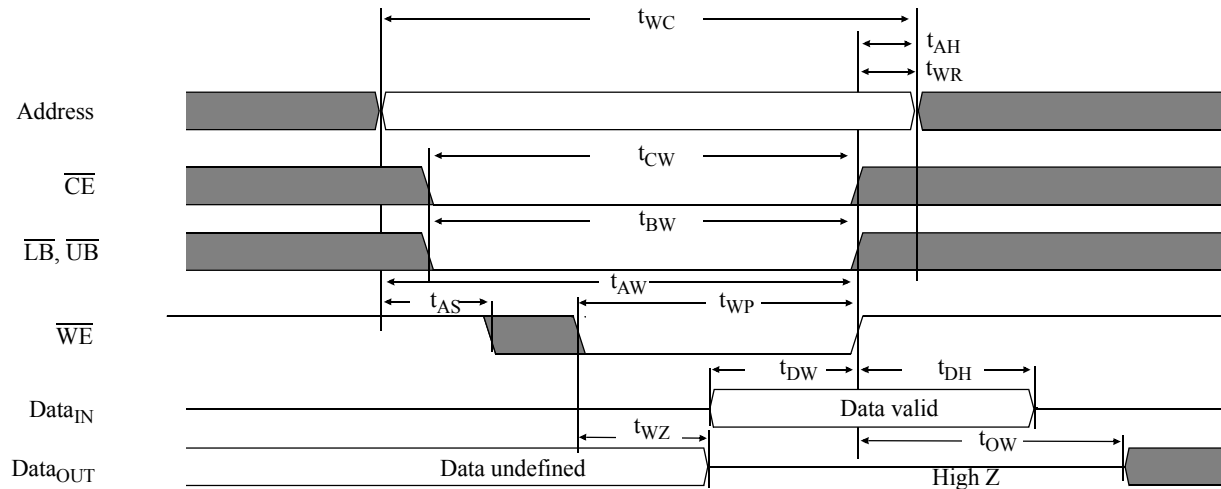 tWC
tAH
tWR
Address
tCW
CE
tBW
LB, UB
tAW
tAS
tWP
WE
tDW
tDH
DataIN
Data valid
tWZ
tOW
DataOUT
Data undefined
High Z